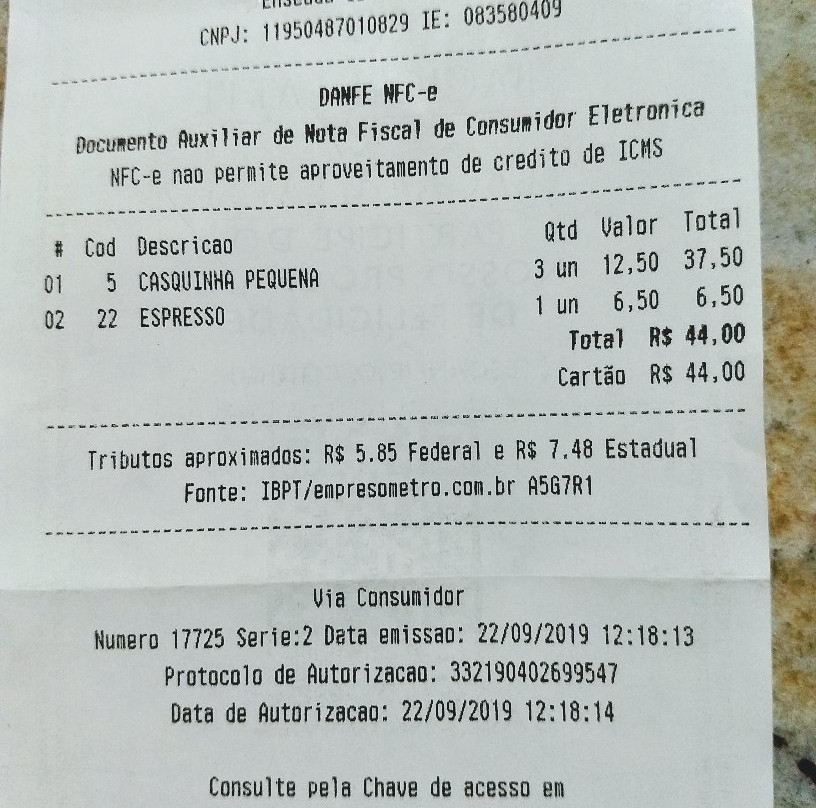 CNPJ: 11950487010829 IE: 083580409
DANFE NFC-e
Documento Auxiliar de Nota Fiscal de Consumidor Eletronica
NFC-e nao permite aproveitamento de credito de ICMS
# Cod Descricao Qtd Valor Total
01 5 CASQUINHA PEQUENA 3 un 12,50 37,50
02 22 ESPRESSO 1 un 6,50 6,50
Total R$ 44,00
Cartão R$ 44,00
Tributos aproximados: R$ 5.85 Federal e R$ 7.48 Estadual
Fonte: IBPT/empresometro.com.br A5G7R1
Via Consumidor
Numero 17725 Serie:2 Data emissao: 22/09/2019 12:18:13
Protocolo de Autorizacao: 332190402699547
Data de Autorizacao: 22/09/2019 12:18:14
Consulte pela Chave de acesso em